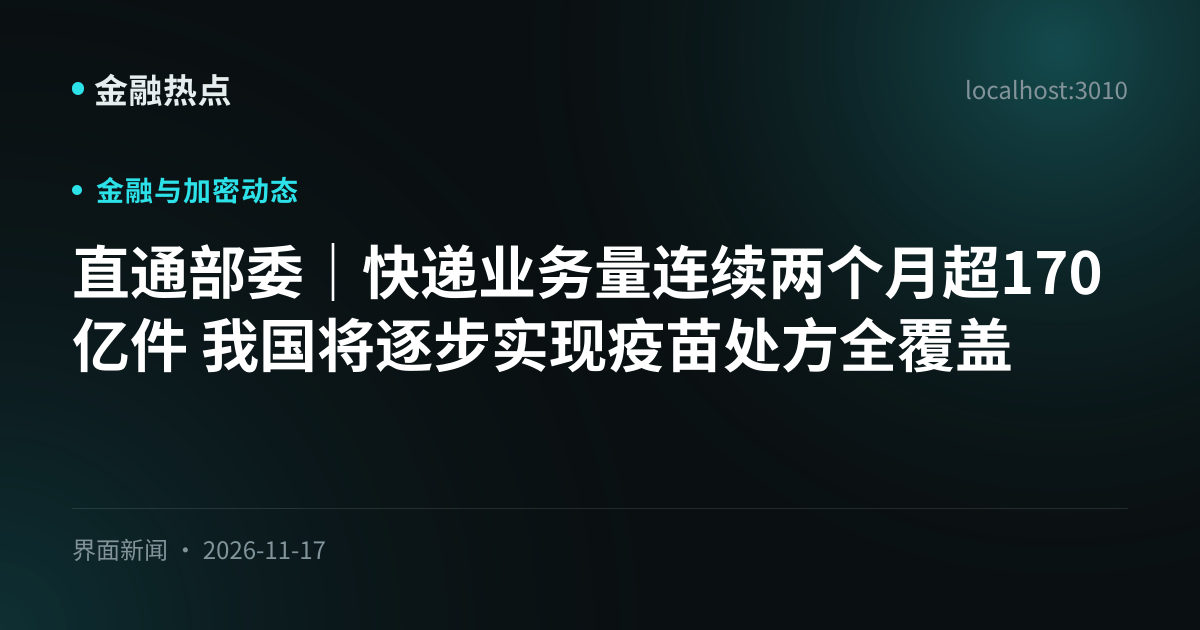 金融热点
localhost:3010
金融与加密动态
直通部委｜快递业务量连续两个月超170
亿件 我国将逐步实现疫苗处方全覆盖
界面新闻 · 2026-11-17